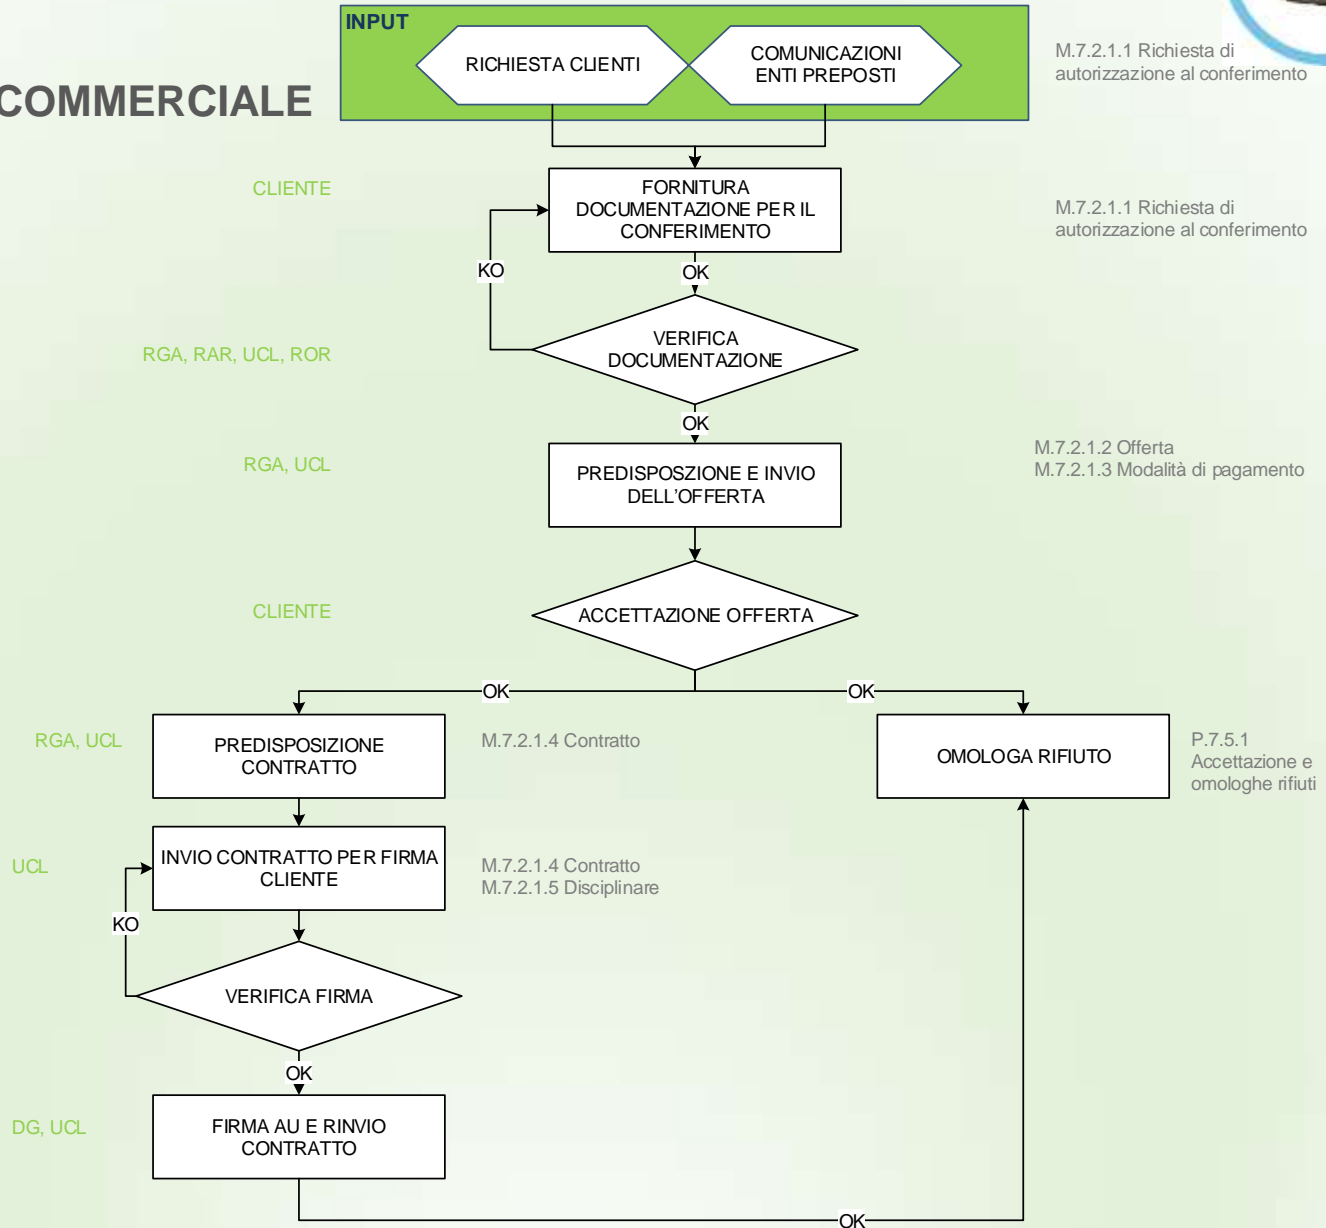 INPUT
RICHIESTA CLIENTI
COMUNICAZIONI
ENTI PREPOSTI
M.7.2.1.1 Richiesta di
autorizzazione al conferimento
COMMERCIALE
CLIENTE
FORNITURA
DOCUMENTAZIONE PER IL
CONFERIMENTO
M.7.2.1.1 Richiesta di
autorizzazione al conferimento
KO
OK
RGA, RAR, UCL, ROR
VERIFICA
DOCUMENTAZIONE
OK
RGA, UCL
PREDISPOSZIONE E INVIO
DELL'OFFERTA
M.7.2.1.2 Offerta
M.7.2.1.3 Modalità di pagamento
CLIENTE
ACCETTAZIONE OFFERTA
OK
OK
RGA, UCL
PREDISPOSIZIONE
CONTRATTO
M.7.2.1.4 Contratto
OMOLOGA RIFIUTO
P.7.5.1
Accettazione e
omologhe rifiuti
UCL
INVIO CONTRATTO PER FIRMA
CLIENTE
M.7.2.1.4 Contratto
M.7.2.1.5 Disciplinare
KO
VERIFICA FIRMA
OK
DG, UCL
FIRMA AU E RINVIO
CONTRATTO
OK